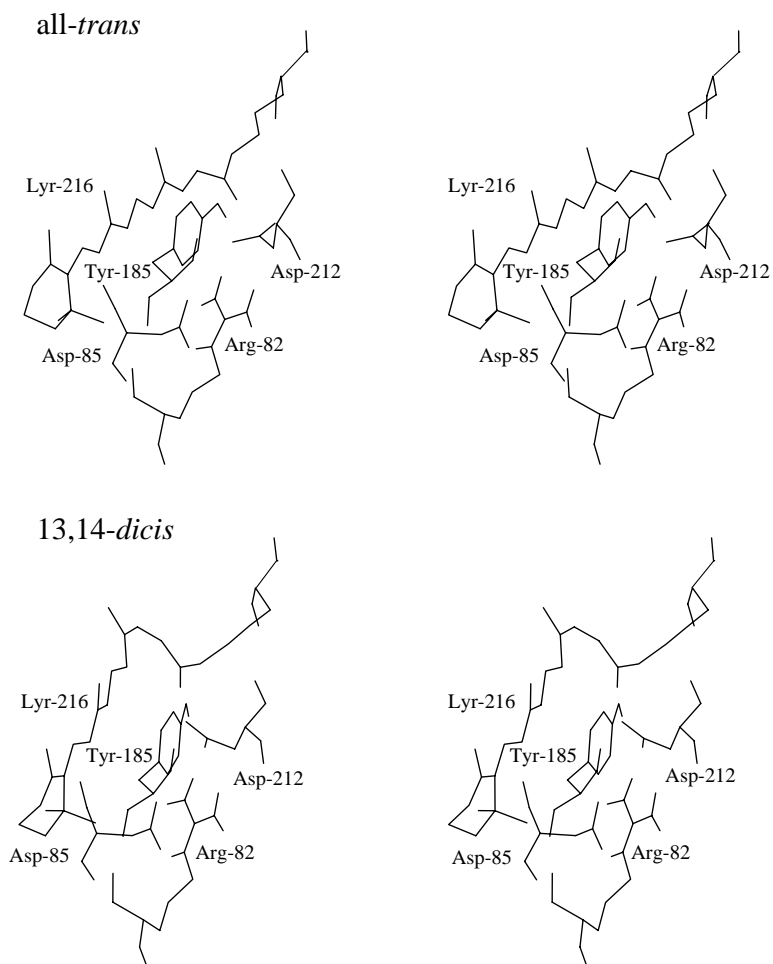 all-trans
Lyr-216
Lyr-216
Tyr-185
Asp-212
Tyr-185
Asp-212
Asp-85
Arg-82
Asp-85
Arg-82
13,14-dicis
Lyr-216
Lyr-216
Tyr-185
Asp-212
Tyr-185
Asp-212
Asp-85
Arg-82
Asp-85
Arg-82